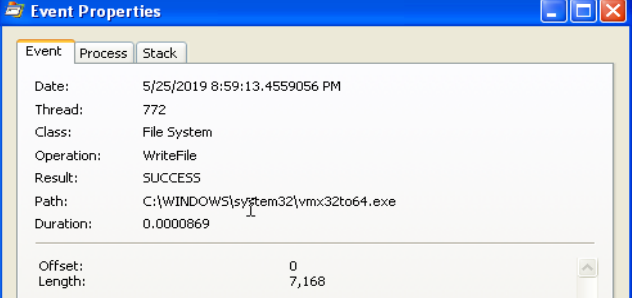 Event Properties
Event Process Stack
Date: 5/25/2019 8:59:13.4559056 PM
Thread: 772
Class: File System
Operation: WriteFile
Result: SUCCESS
Path: C:\WINDOWS\system32\vmx32to64.exe
Duration: 0.0000869
Offset: 0
Length: 7,168